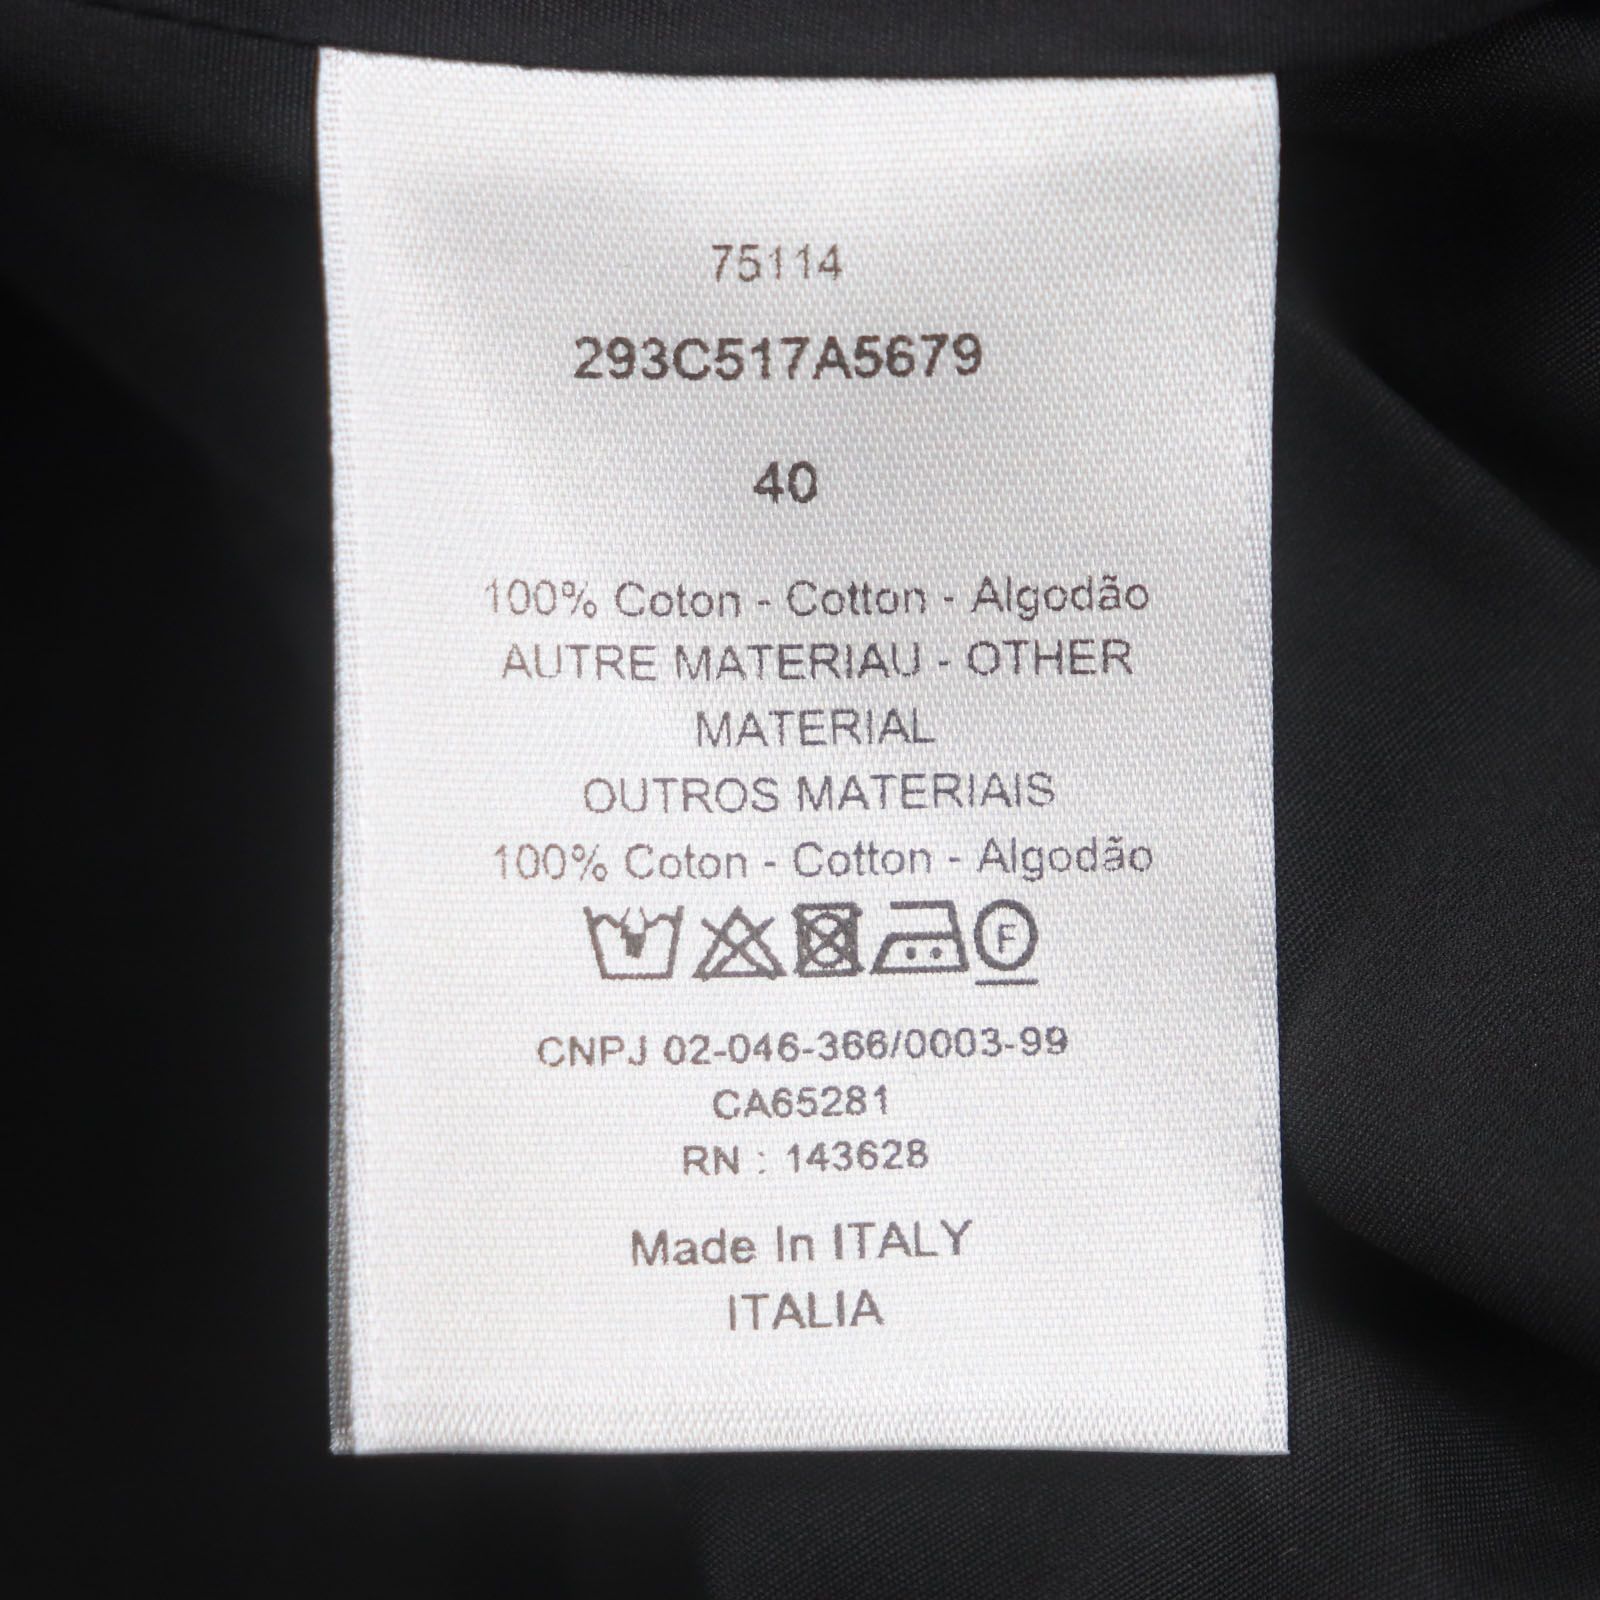 75114
293C517A5679
40
100% Coton - Cotton - Algodão
AUTRE MATERIAU - OTHER
MATERIAL
OUTROS MATERIAIS
100% Coton - Cotton - Algodão
F
CNPJ 02-046-366/0003-99
CA65281
RN : 143628
Made In ITALY
ITALIA